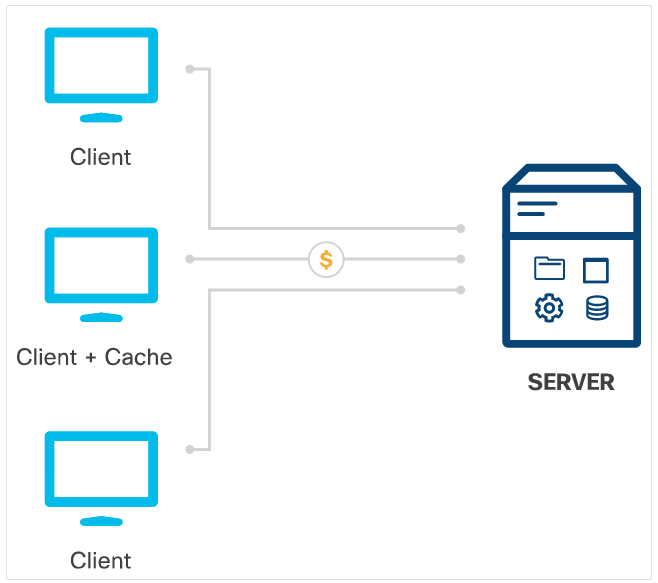 Client
$
Client + Cache
SERVER
Client